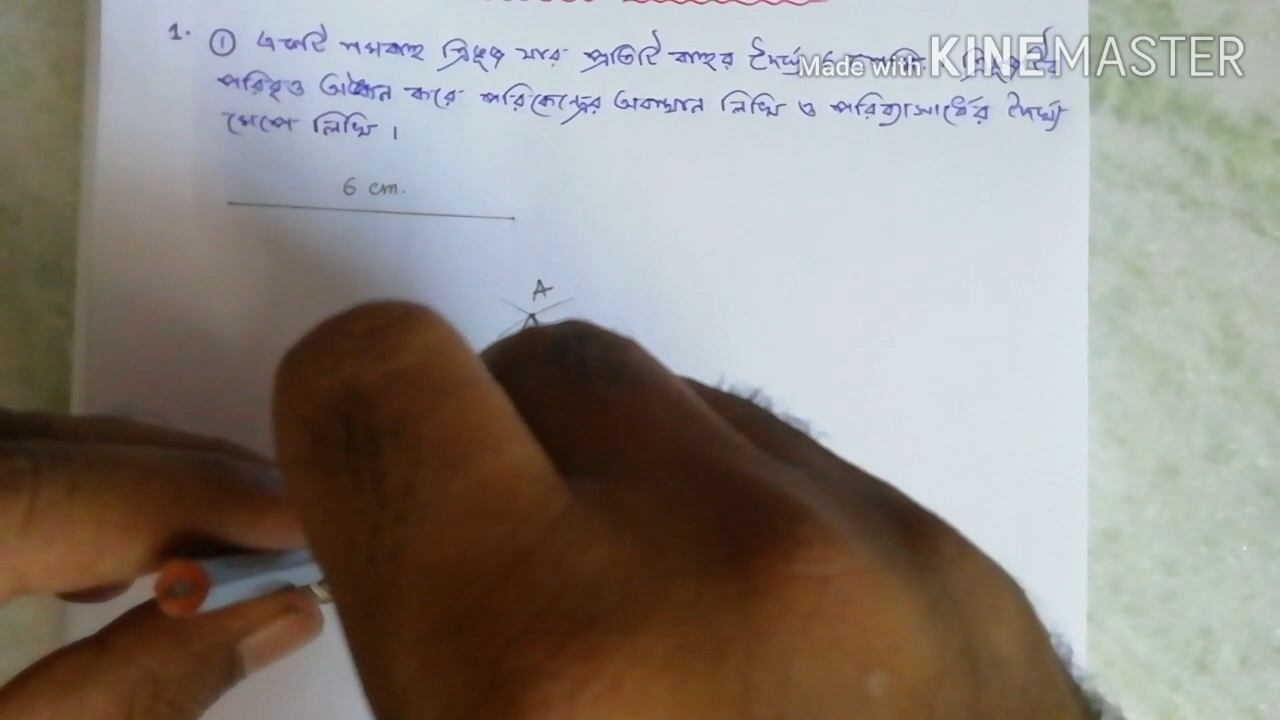 1. ① একটি সমবাহু ত্রিভুজ যার প্রতিটি বাহুর দৈর্ঘ্য
Made with KINEMASTER
পরিবৃত্ত অঙ্কন করে পরিকেন্দ্রের অবস্থান লিখি ও পরিব্যাসার্ধের দৈর্ঘ্য
মেপে লিখি।
6 cm.
A